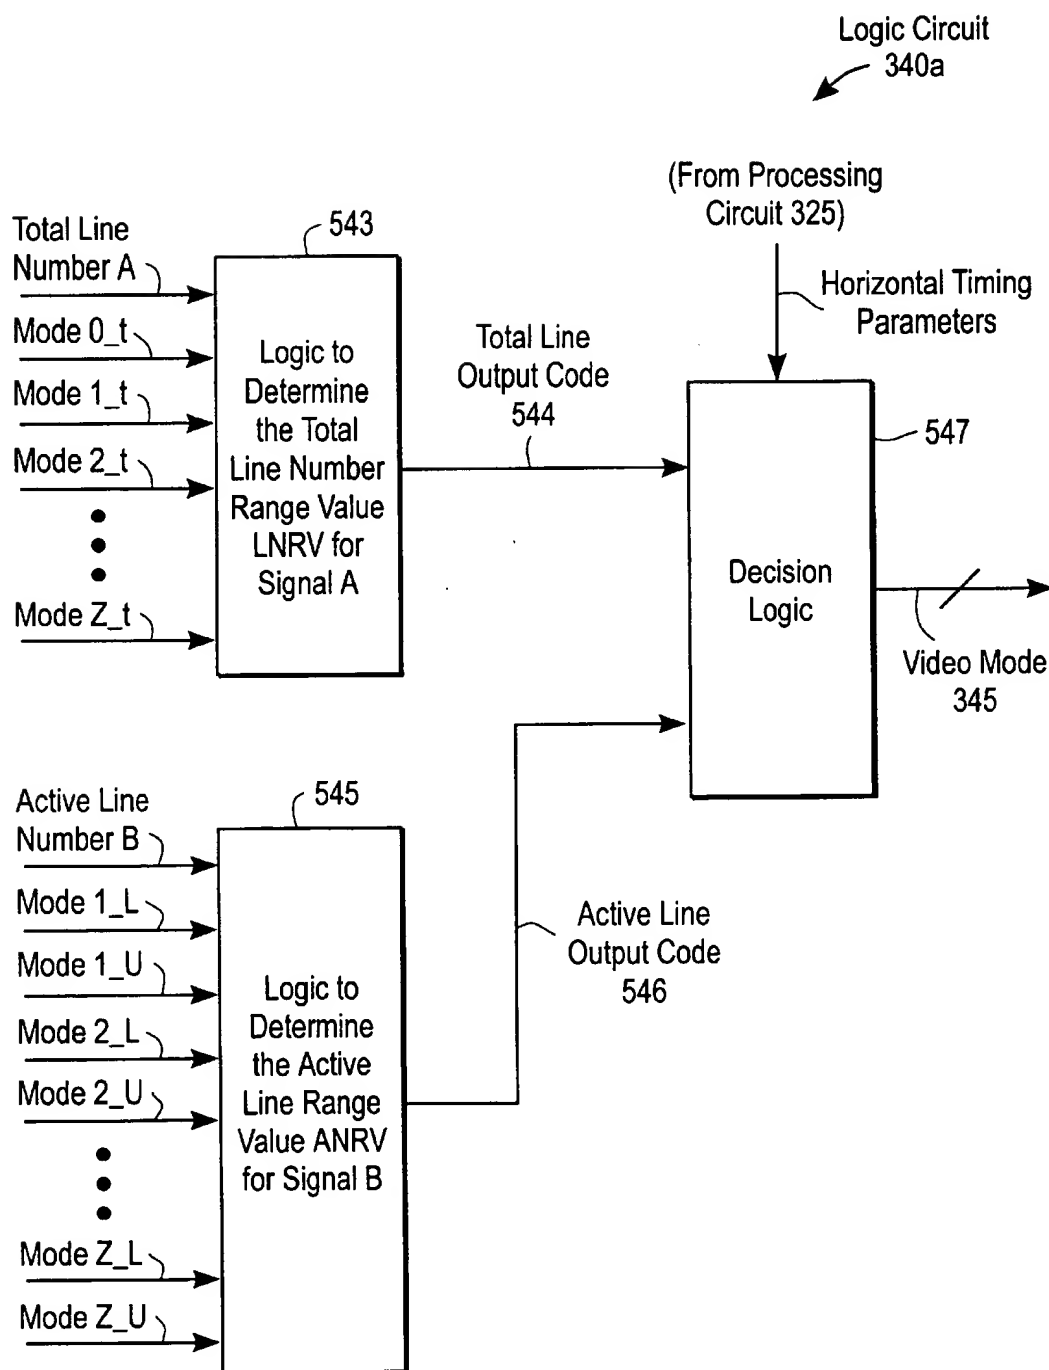 Logic Circuit
340a
(From Processing
Circuit 325)
Horizontal Timing
Parameters
Total Line
Number A
Mode 0_t
Mode 1_t
Mode 2_t
Mode Z_t
543
Logic to
Determine
the Total
Line Number
Range Value
LNRV for
Signal A
Total Line
Output Code
544
547
Decision
Logic
Video Mode
345
Active Line
Number B
Mode 1_L
Mode 1_U
Mode 2_L
Mode 2_U
Mode Z_L
Mode Z_U
545
Logic to
Determine
the Active
Line Range
Value ANRV
for Signal B
Active Line
Output Code
546